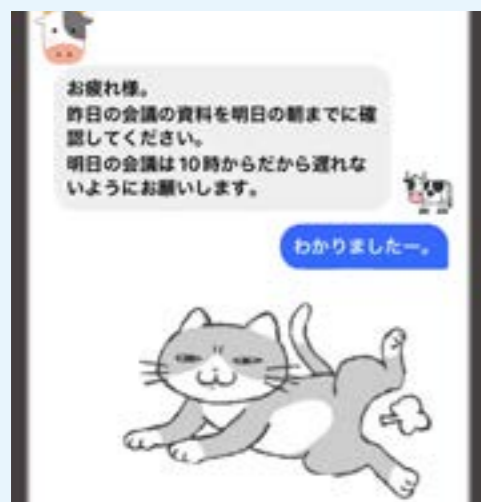 お疲れ様。
昨日の会議の資料を明日の朝までに確
認してください。
明日の会議は10時からだから遅れな
いようにお願いします。
わかりましたー。